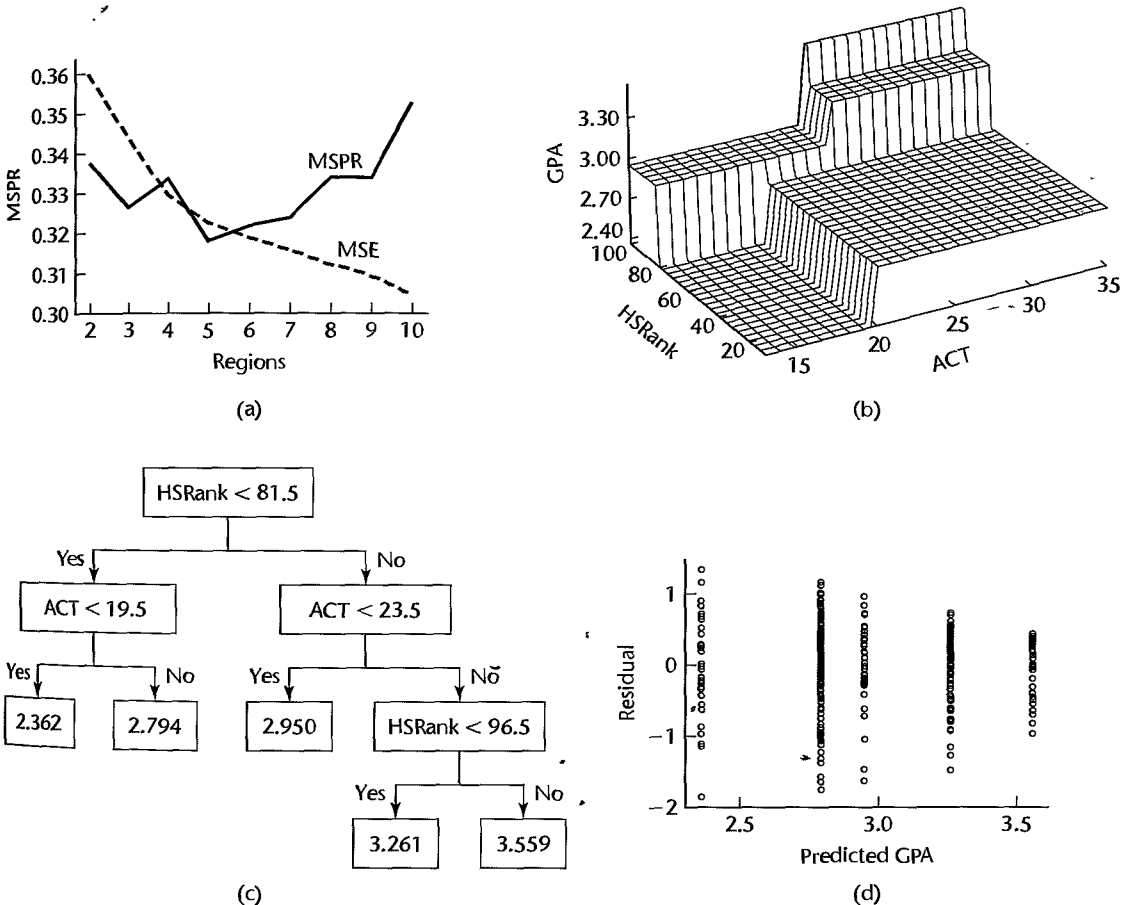 0.36
0.35
0.34
0.33
0.32
0.31
0.30
MSPR
MSPR
MSE
2 3 4 5 6 7 8 9 10
Regions
(a)
3.30
3.00
2.70
2.40
GPA
100
80
60
40
20
HSRank
15
20
25
30
35
ACT
(b)
HSRank < 81.5
Yes
No
ACT < 19.5
ACT < 23.5
Yes
No
Yes
No
2.362
2.794
2.950
HSRank < 96.5
Yes
No
3.261
3.559
(c)
1
0
−1
−2
Residual
2.5 3.0 3.5
Predicted GPA
(d)